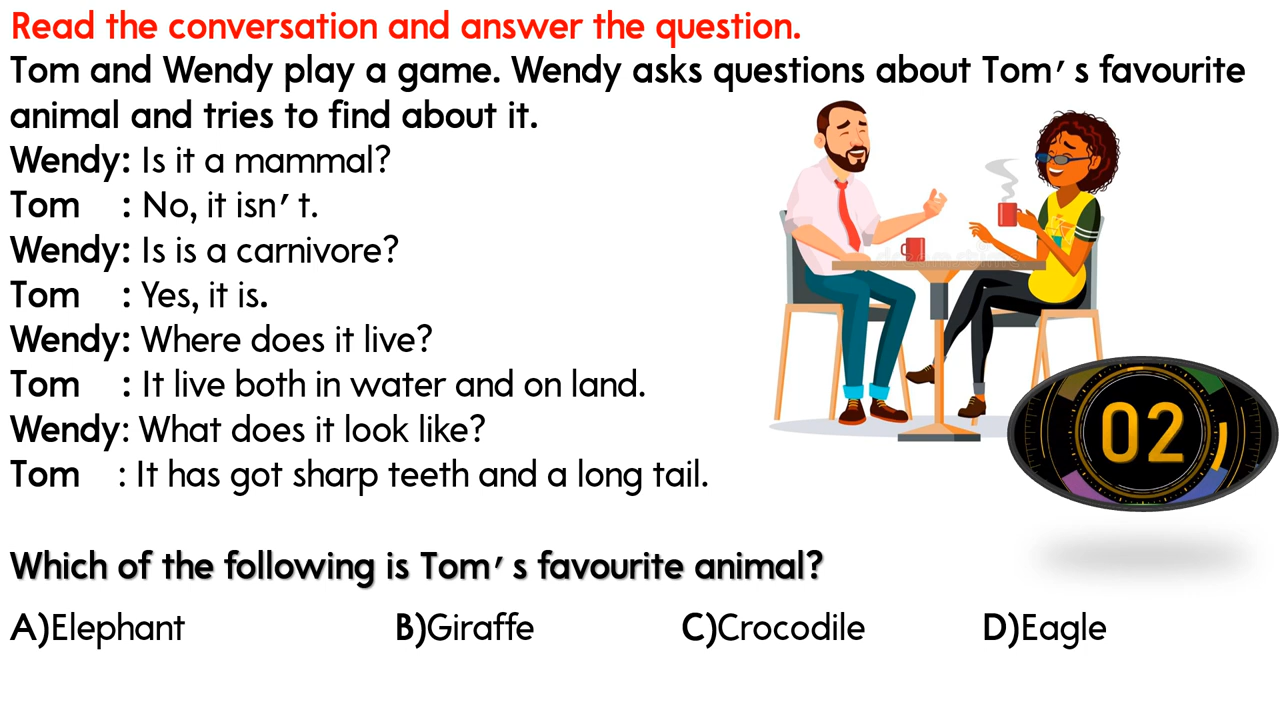 Read the conversation and answer the question.
Tom and Wendy play a game. Wendy asks questions about Tom's favourite
animal and tries to find about it.
Wendy: Is it a mammal?
Tom : No, it isn't.
Wendy: Is is a carnivore?
Tom : Yes, it is.
Wendy: Where does it live?
Tom : It live both in water and on land.
Wendy: What does it look like?
Tom : It has got sharp teeth and a long tail.
02
Which of the following is Tom's favourite animal?
A)Elephant B)Giraffe C)Crocodile D)Eagle